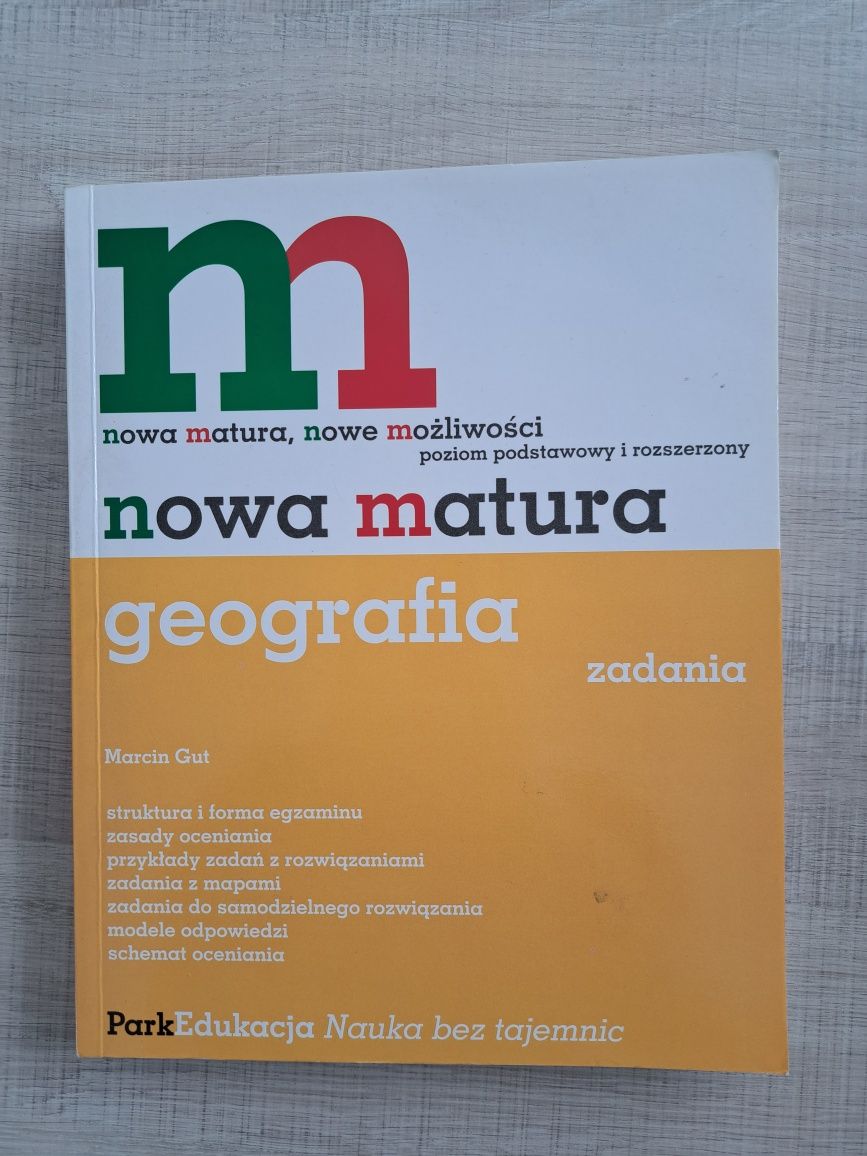 nm
nowa matura, nowe możliwości
poziom podstawowy i rozszerzony
nowa matura
geografia
zadania
Marcin Gut
struktura i forma egzaminu
zasady oceniania
przykłady zadań z rozwiązaniami
zadania z mapami
zadania do samodzielnego rozwiązania
modele odpowiedzi
schemat oceniania
ParkEdukacja Nauka bez tajemnic